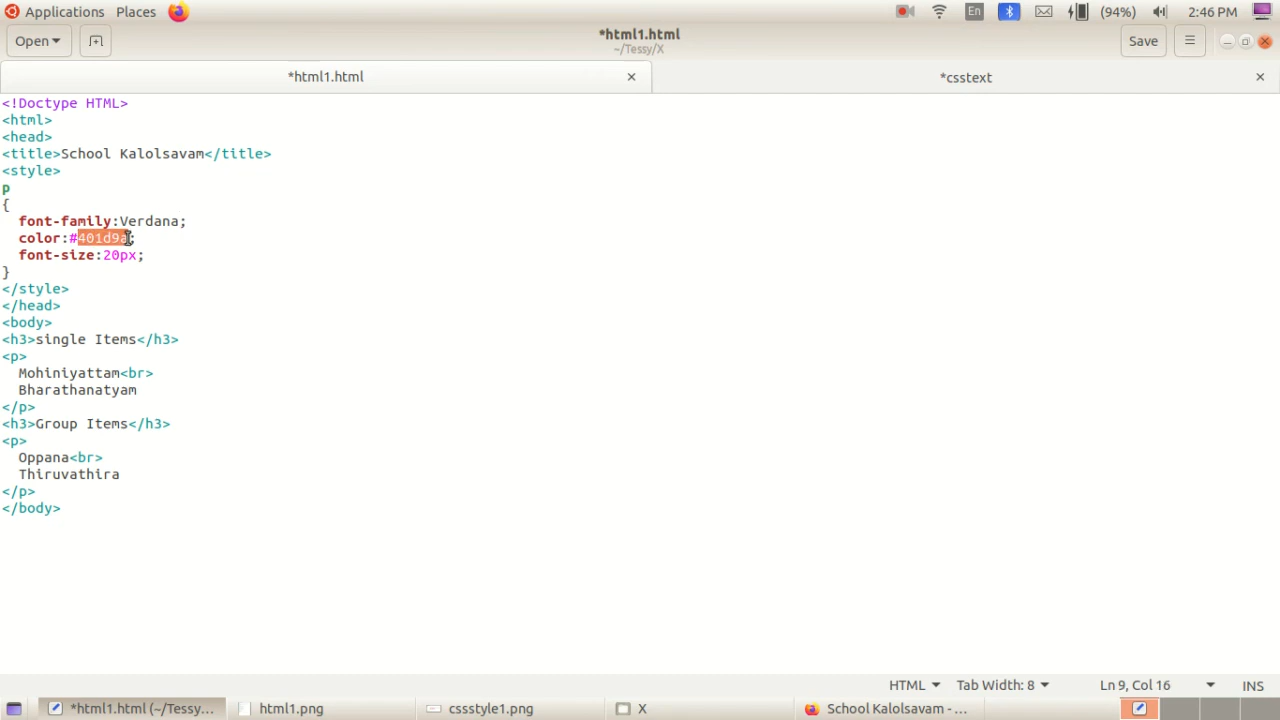 Applications Places En (94%) 2:46 PM
Open *html1.html Save
~/Tessy/X
*html1.html × *csstext ×
<!Doctype HTML>
<html>
<head>
<title>School Kalolsavam</title>
<style>
p
{
font-family:Verdana;
color:#401d9a;
font-size:20px;
}
</style>
</head>
<body>
<h3>single Items</h3>
<p>
Mohiniyattam<br>
Bharathanatyam
</p>
<h3>Group Items</h3>
<p>
Oppana<br>
Thiruvathira
</p>
</body>
HTML Tab Width: 8 Ln 9, Col 16 INS
*html1.html (~/Tessy... html1.png cssstyle1.png X School Kalolsavam - ...